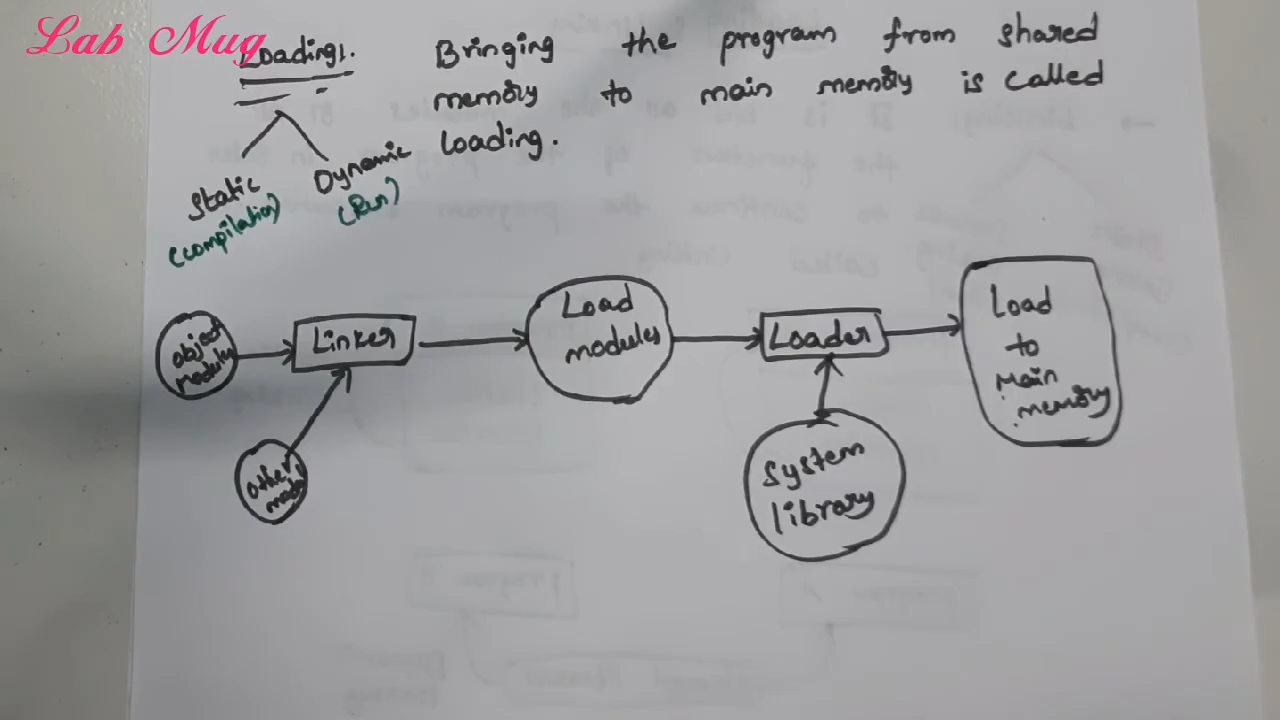 Lab Mug
Loading:. Bringing the program from shared
memory to main memory is called
loading.
Static
(compilation)
Dynamic
(Run)
object
module
Linker
other
Load
modules
Loader
System
library
Load
to
main
memory